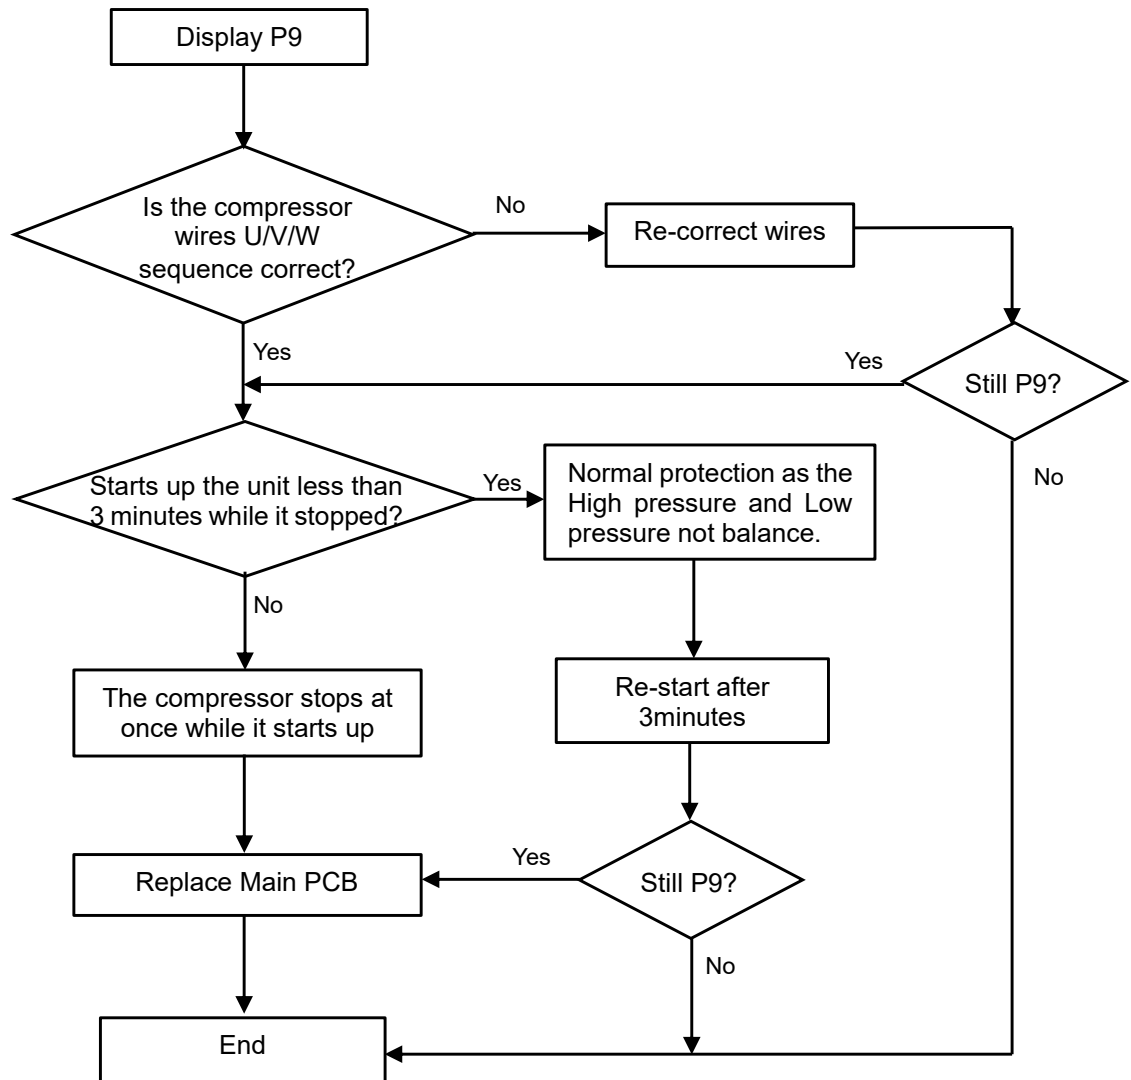 Display P9
Is the compressor
wires U/V/W
sequence correct?
No
Re-correct wires
Yes
Yes
Still P9?
No
Starts up the unit less than
3 minutes while it stopped?
Yes
Normal protection as the
High pressure and Low
pressure not balance.
No
The compressor stops at
once while it starts up
Re-start after
3minutes
Replace Main PCB
Yes
Still P9?
No
End